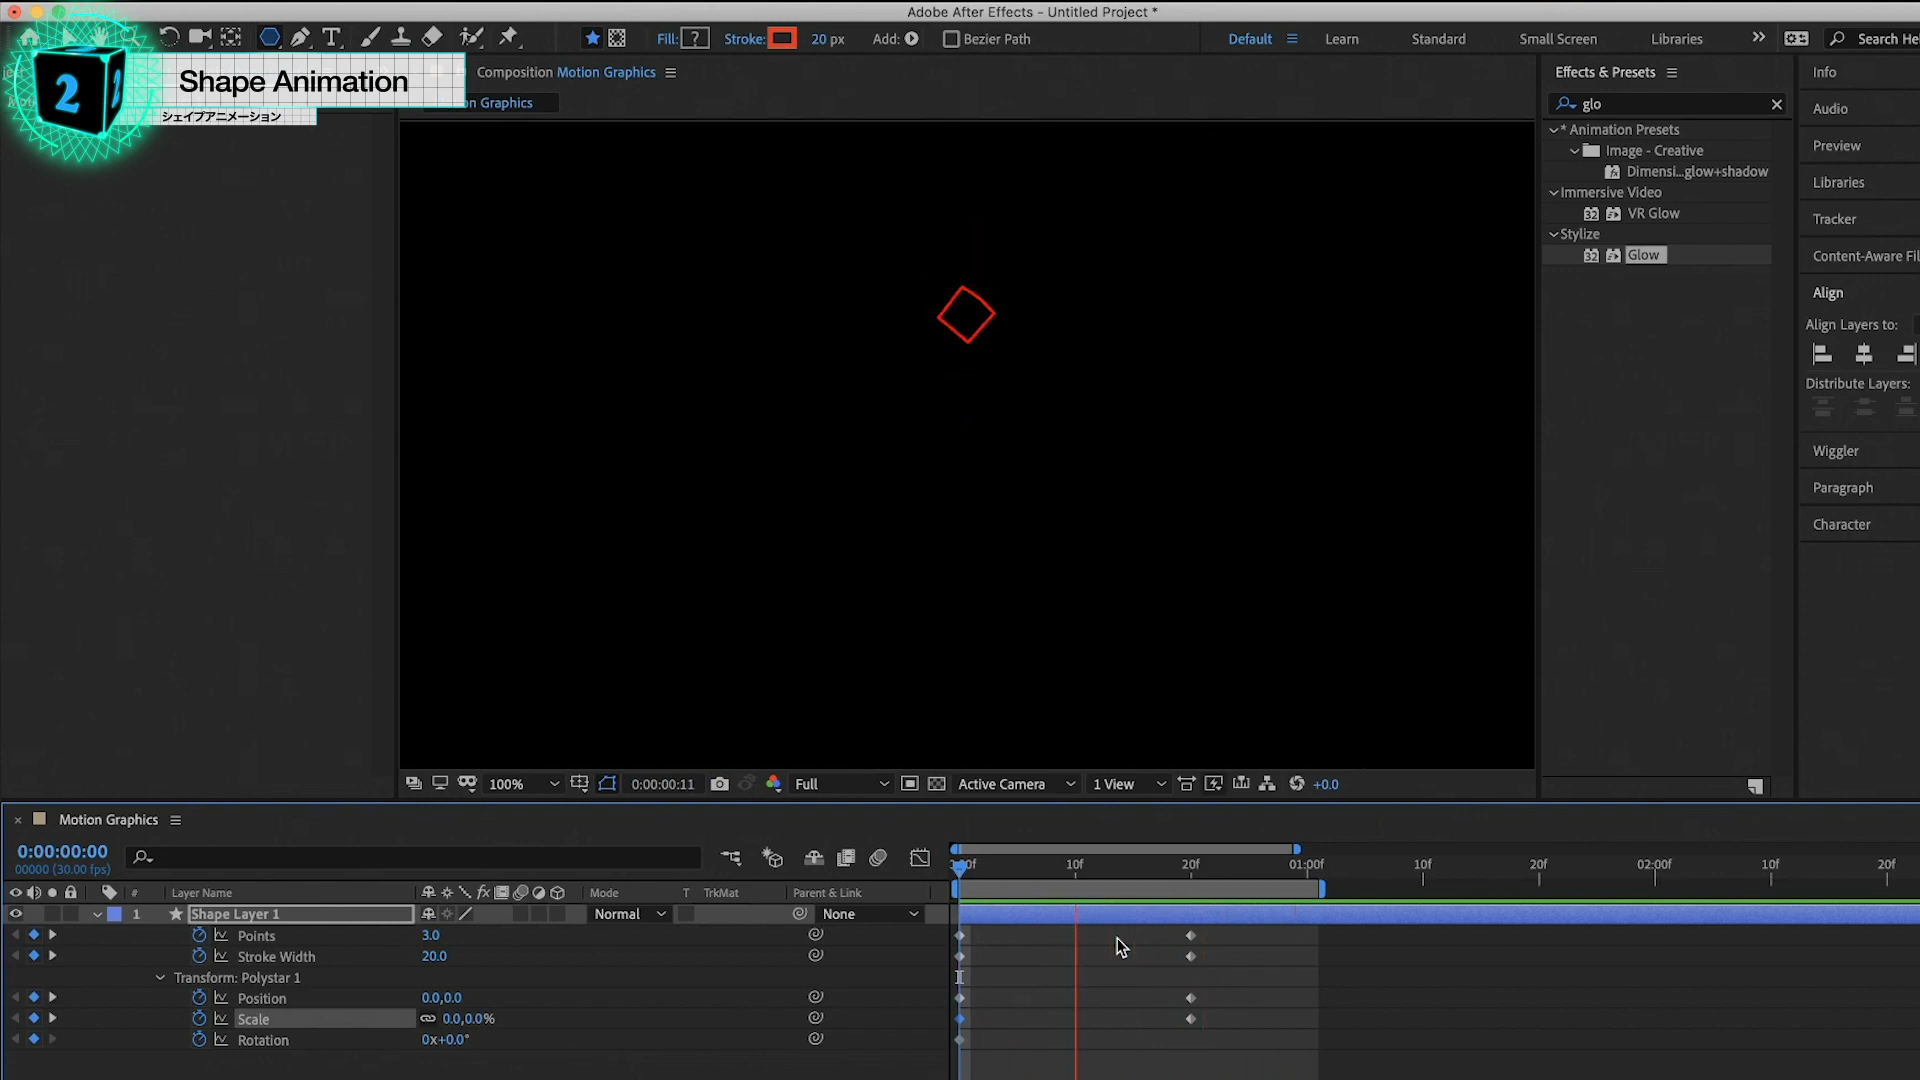 Adobe After Effects - Untitled Project *
Fill: ?
Stroke:
20 px
Add:
Bezier Path
Default
Learn
Standard
Small Screen
Libraries
Search He
2
Shape Animation
シェイプアニメーション
Composition Motion Graphics
n Graphics
Effects & Presets
glo
* Animation Presets
Image - Creative
Dimensi...glow+shadow
Immersive Video
32 VR Glow
Stylize
32 Glow
Info
Audio
Preview
Libraries
Tracker
Content-Aware Fil
Align
Align Layers to:
Distribute Layers:
Wiggler
Paragraph
Character
100%
0:00:00:11
Full
Active Camera
1 View
+0.0
Motion Graphics
0:00:00:00
00000 (30.00 fps)
:00f 10f 20f 01:00f 10f 20f 02:00f 10f 20f
# Layer Name fx Mode T TrkMat Parent & Link
1 Shape Layer 1 Normal None
Points 3.0
Stroke Width 20.0
Transform: Polystar 1
Position 0.0,0.0
Scale 0.0,0.0%
Rotation 0x+0.0°